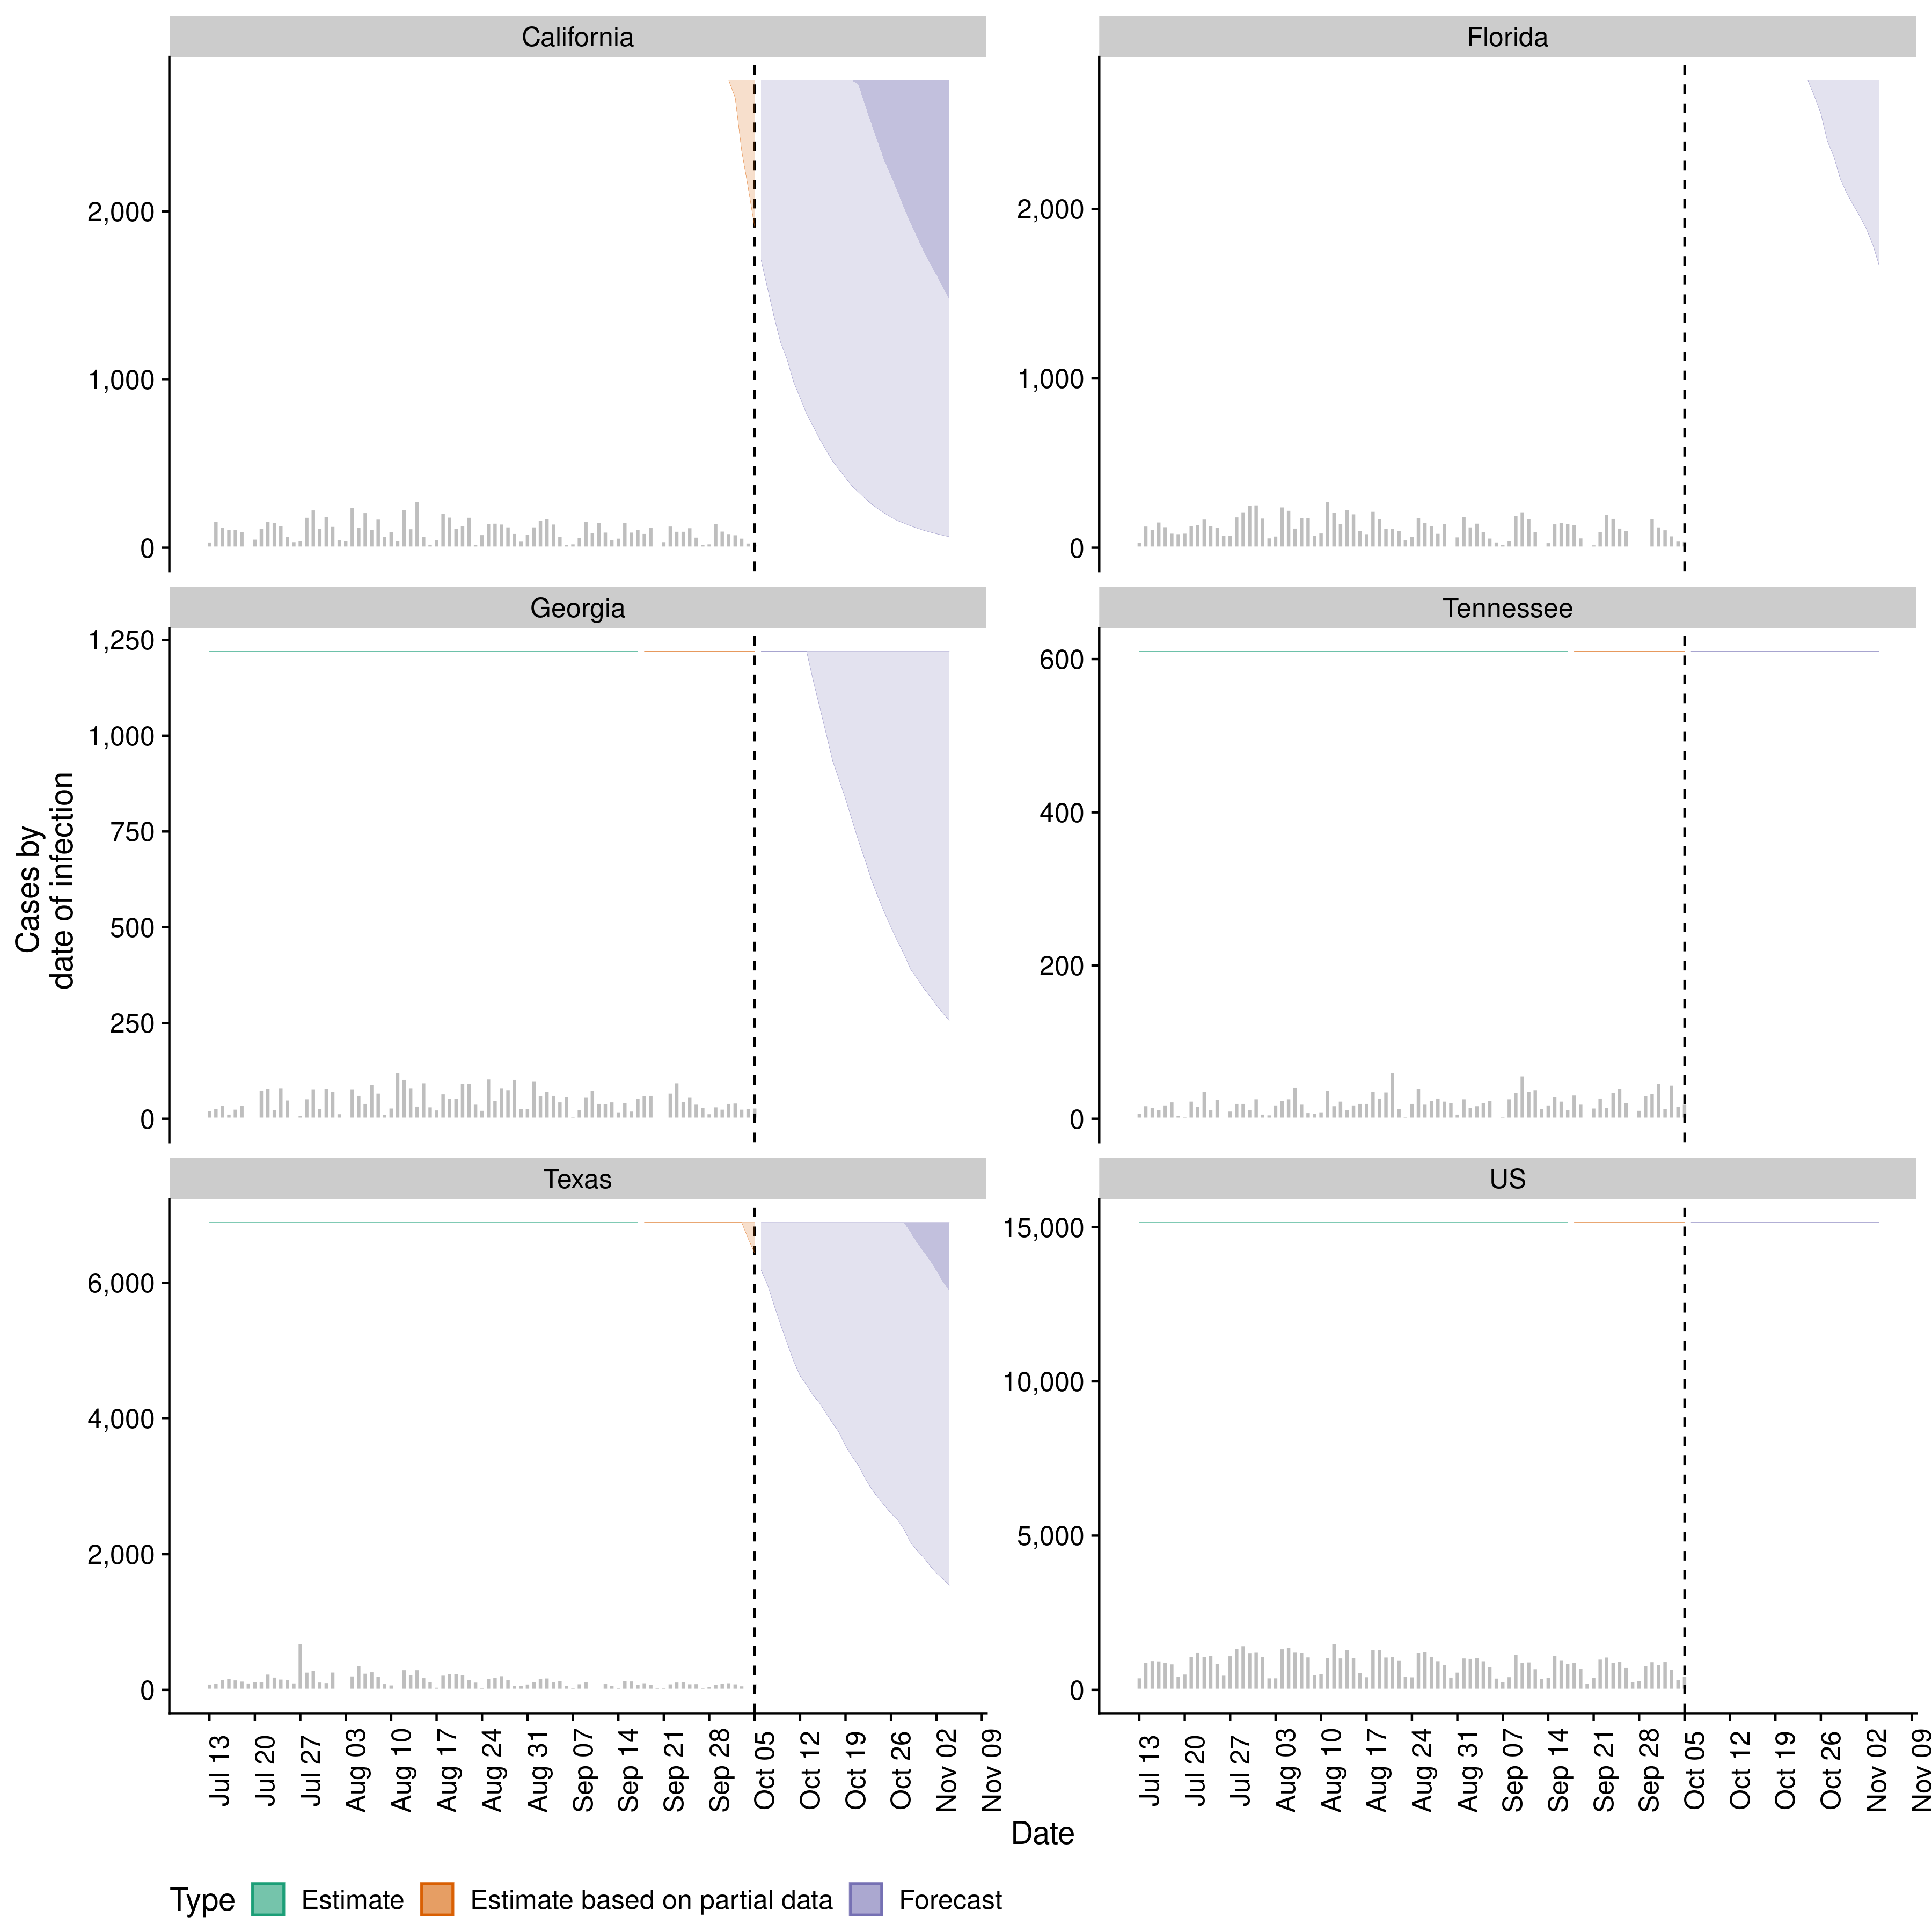 California
Florida
2,000
1,000
0
2,000
1,000
0
Georgia
Tennessee
1,250
1,000
750
500
250
0
600
400
200
0
Texas
US
6,000
4,000
2,000
0
15,000
10,000
5,000
0
Cases by
date of infection
Jul 13
Jul 20
Jul 27
Aug 03
Aug 10
Aug 17
Aug 24
Aug 31
Sep 07
Sep 14
Sep 21
Sep 28
Oct 05
Oct 12
Oct 19
Oct 26
Nov 02
Nov 09
Jul 13
Jul 20
Jul 27
Aug 03
Aug 10
Aug 17
Aug 24
Aug 31
Sep 07
Sep 14
Sep 21
Sep 28
Oct 05
Oct 12
Oct 19
Oct 26
Nov 02
Nov 09
Date
Type Estimate Estimate based on partial data Forecast